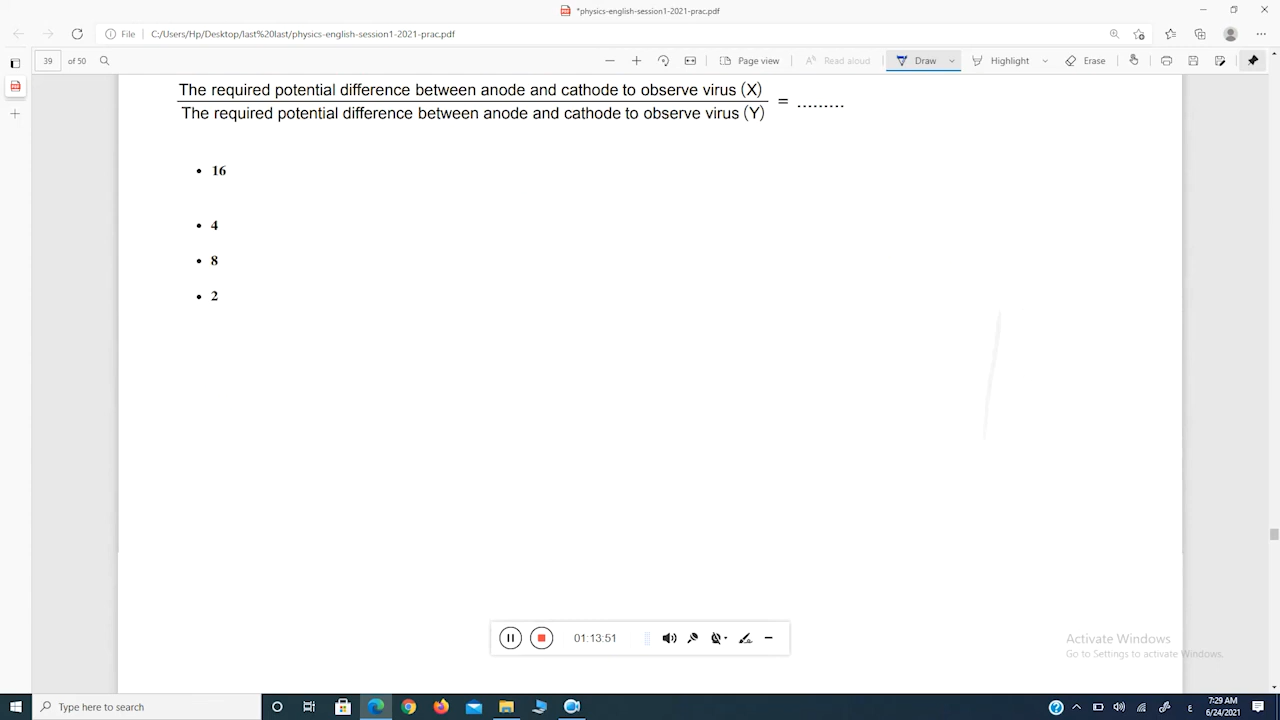 *physics-english-session1-2021-prac.pdf
File C:/Users/Hp/Desktop/last%20last/physics-english-session1-2021-prac.pdf
39 of 50 Page view Read aloud Draw Highlight Erase
The required potential difference between anode and cathode to observe virus (X)
The required potential difference between anode and cathode to observe virus (Y)
= .........
• 16
• 4
• 8
• 2
01:13:51
Activate Windows
Go to Settings to activate Windows.
Type here to search
7:29 AM
6/24/2021